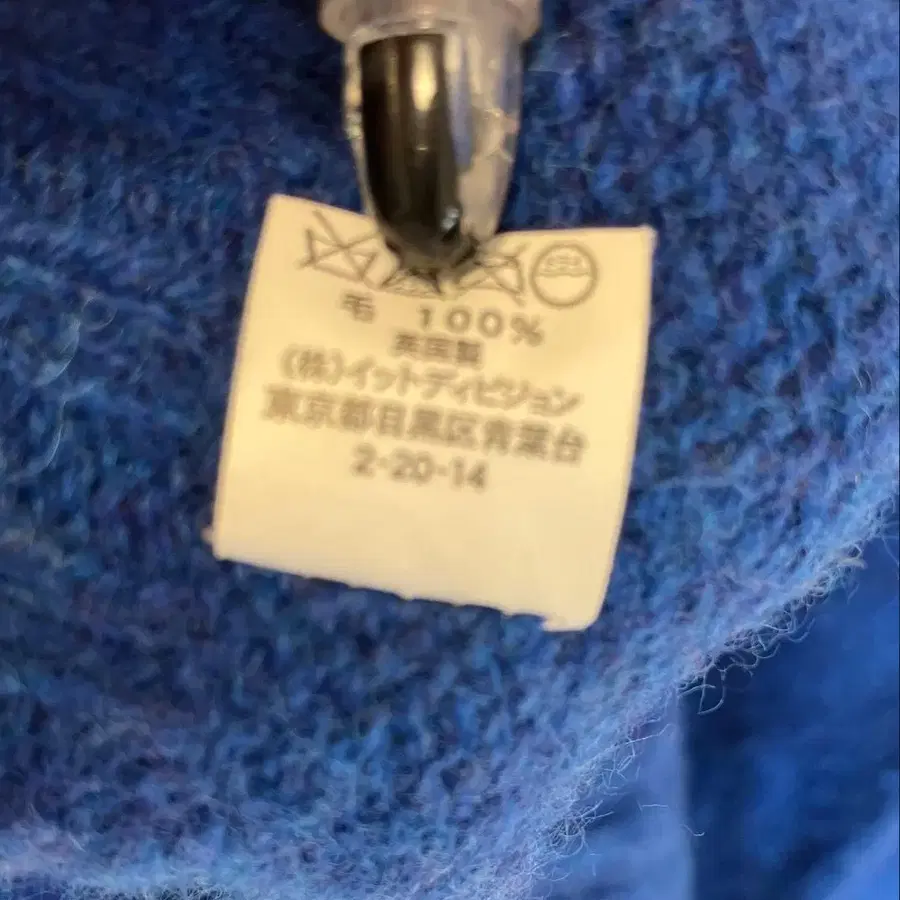 毛 100%
英国製
(株)イットディビジョン
東京都目黒区青葉台
2-20-14